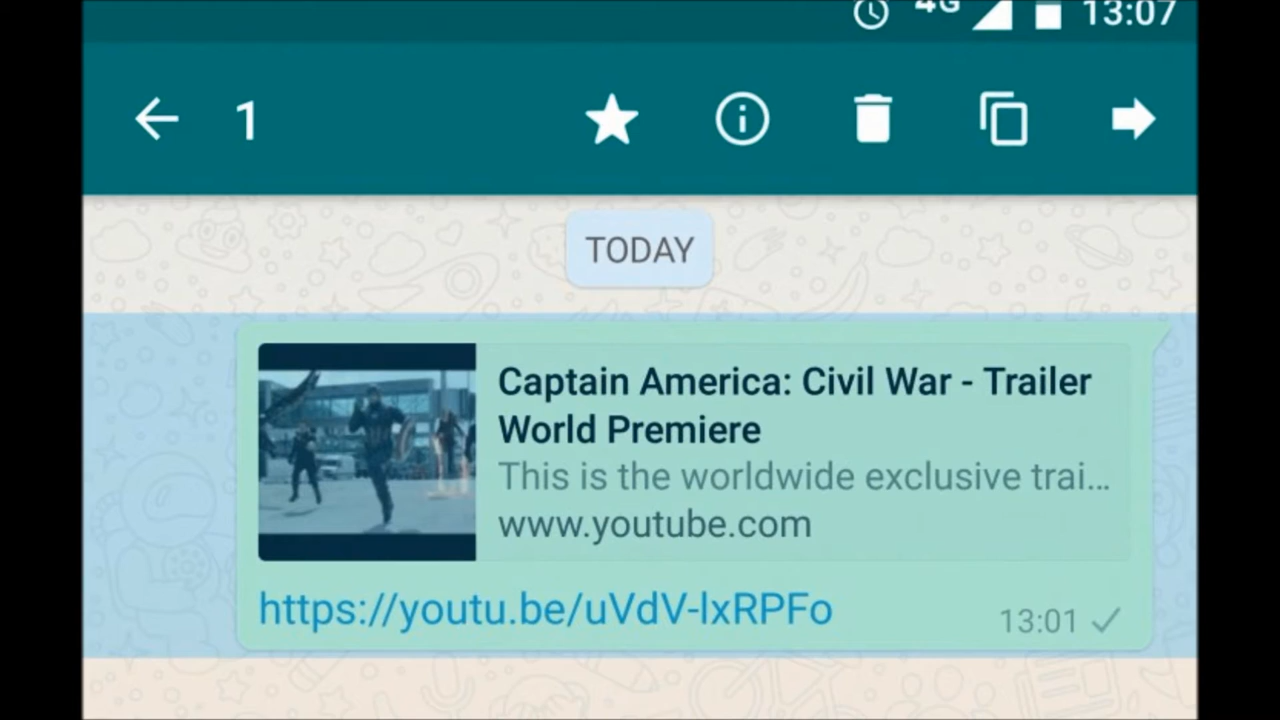 4G 13:07
1
TODAY
Captain America: Civil War - Trailer
World Premiere
This is the worldwide exclusive trai...
www.youtube.com
https://youtu.be/uVdV-lxRPFo
13:01